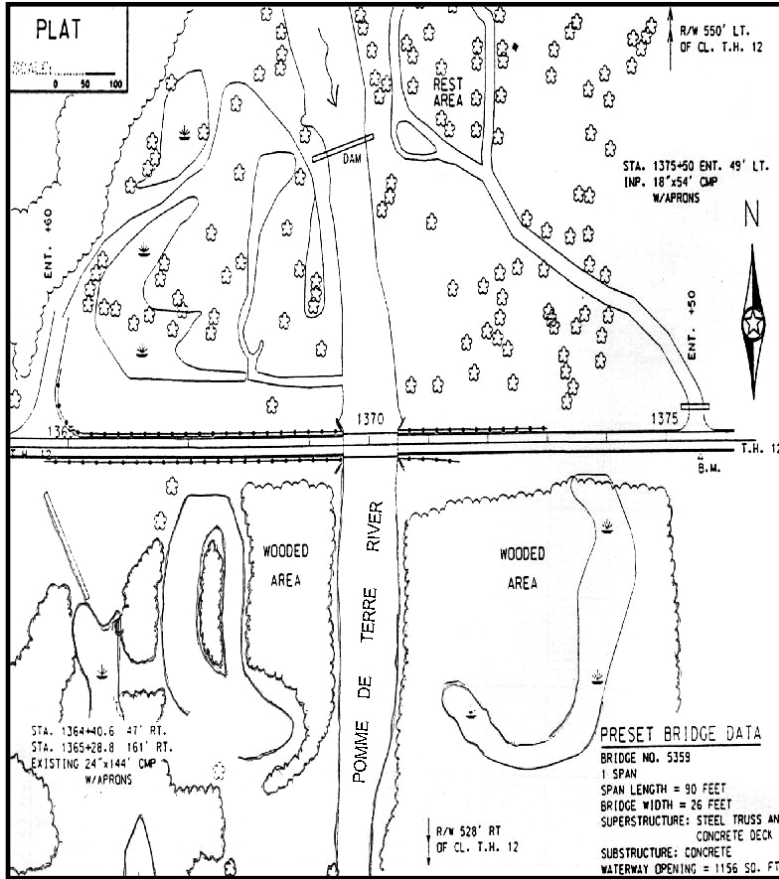 PLAT
0 50 100
R/W 550' LT.
OF CL. T.H. 12
REST
AREA
DAM
STA. 1375+50 ENT. 49' LT.
INP. 18"x54' CMP
W/APRONS
N
ENT. +60
ENT. +50
1365
1370
1375
T.H. 12
T.H. 12
B.M.
WOODED
AREA
POMME DE TERRE RIVER
WOODED
AREA
STA. 1364+40.6 47' RT.
STA. 1365+28.8 161' RT.
EXISTING 24"x144' CMP
W/APRONS
R/W 528' RT
OF CL. T.H. 12
PRESET BRIDGE DATA
BRIDGE NO. 5359
1 SPAN
SPAN LENGTH = 90 FEET
BRIDGE WIDTH = 26 FEET
SUPERSTRUCTURE: STEEL TRUSS AN
CONCRETE DECK
SUBSTRUCTURE: CONCRETE
WATERWAY OPENING = 1156 SQ. FT